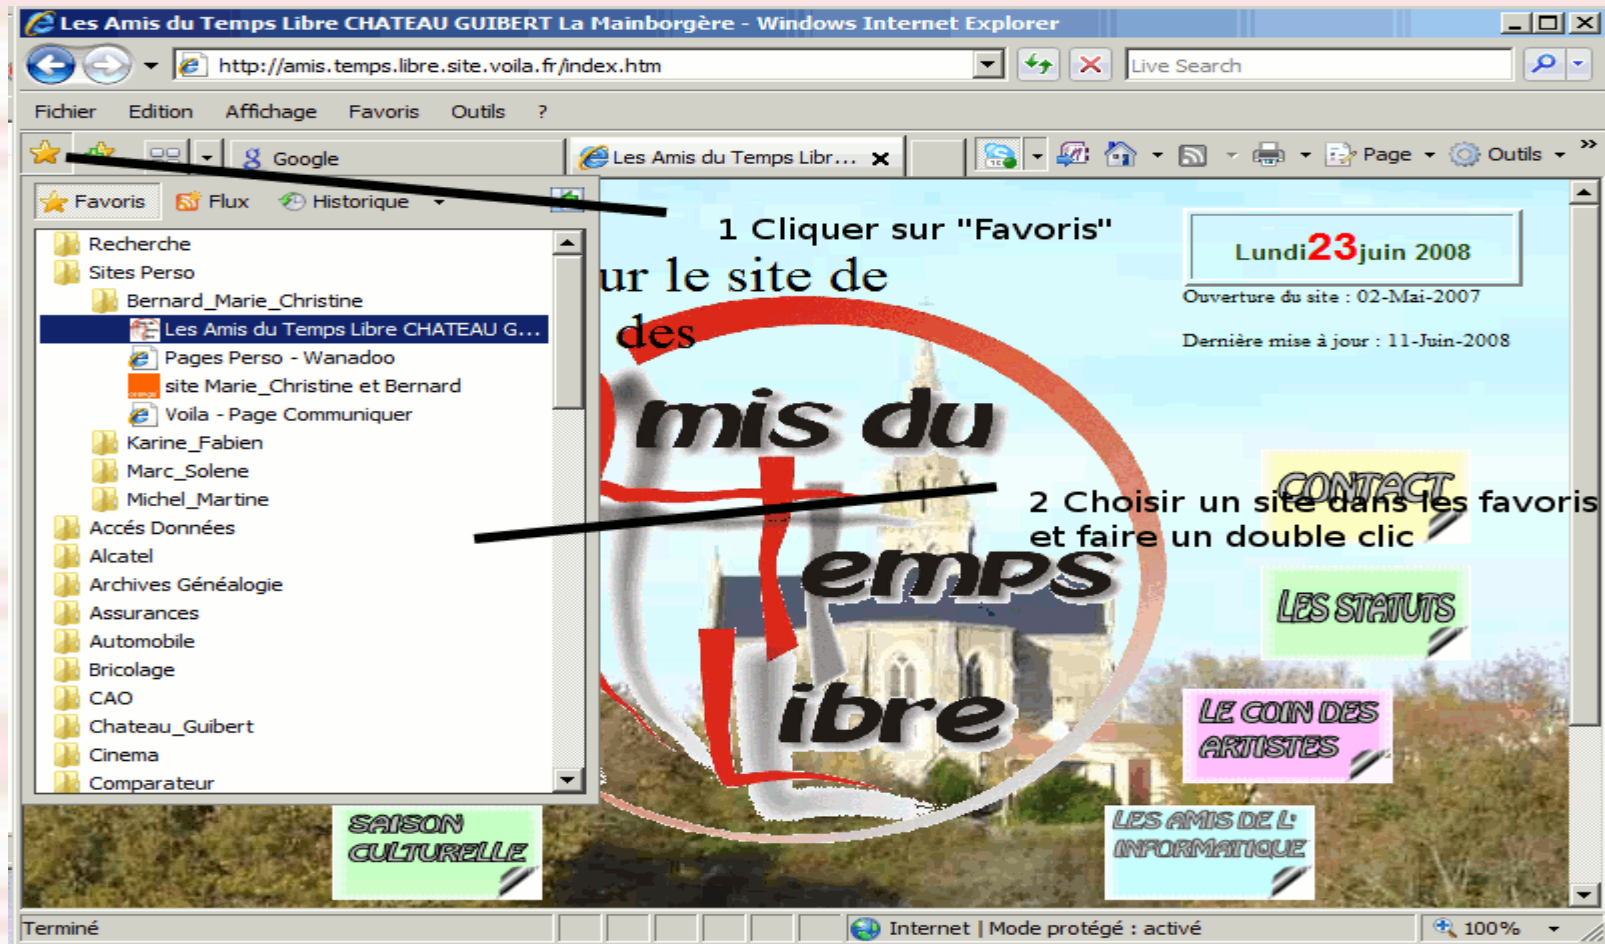 Les Amis du Temps Libre CHATEAU GUIBERT La Mainborgère - Windows Internet Explorer
http://amis.temps.libre.site.voila.fr/index.htm
Live Search
Fichier Edition Affichage Favoris Outils ?
Google
Les Amis du Temps Libr...
Page
Outils
»
Favoris Flux Historique
Recherche
Sites Perso
Bernard_Marie_Christine
Les Amis du Temps Libre CHATEAU G...
Pages Perso - Wanadoo
site Marie_Christine et Bernard
Voila - Page Communiquer
Karine_Fabien
Marc_Solene
Michel_Martine
Accés Données
Alcatel
Archives Généalogie
Assurances
Automobile
Bricolage
CAO
Chateau_Guibert
Cinema
Comparateur
1 Cliquer sur "Favoris"
ur le site de
des
mis du
emps
ibre
Lundi 23 juin 2008
Ouverture du site : 02-Mai-2007
Dernière mise à jour : 11-Juin-2008
2 Choisir un site dans les favoris
et faire un double clic
CONTACT
LES STATUTS
LE COIN DES
ARTISTES
SAISON
CULTURELLE
LES AMIS DE L'
INFORMATIQUE
Terminé
Internet | Mode protégé : activé
100%